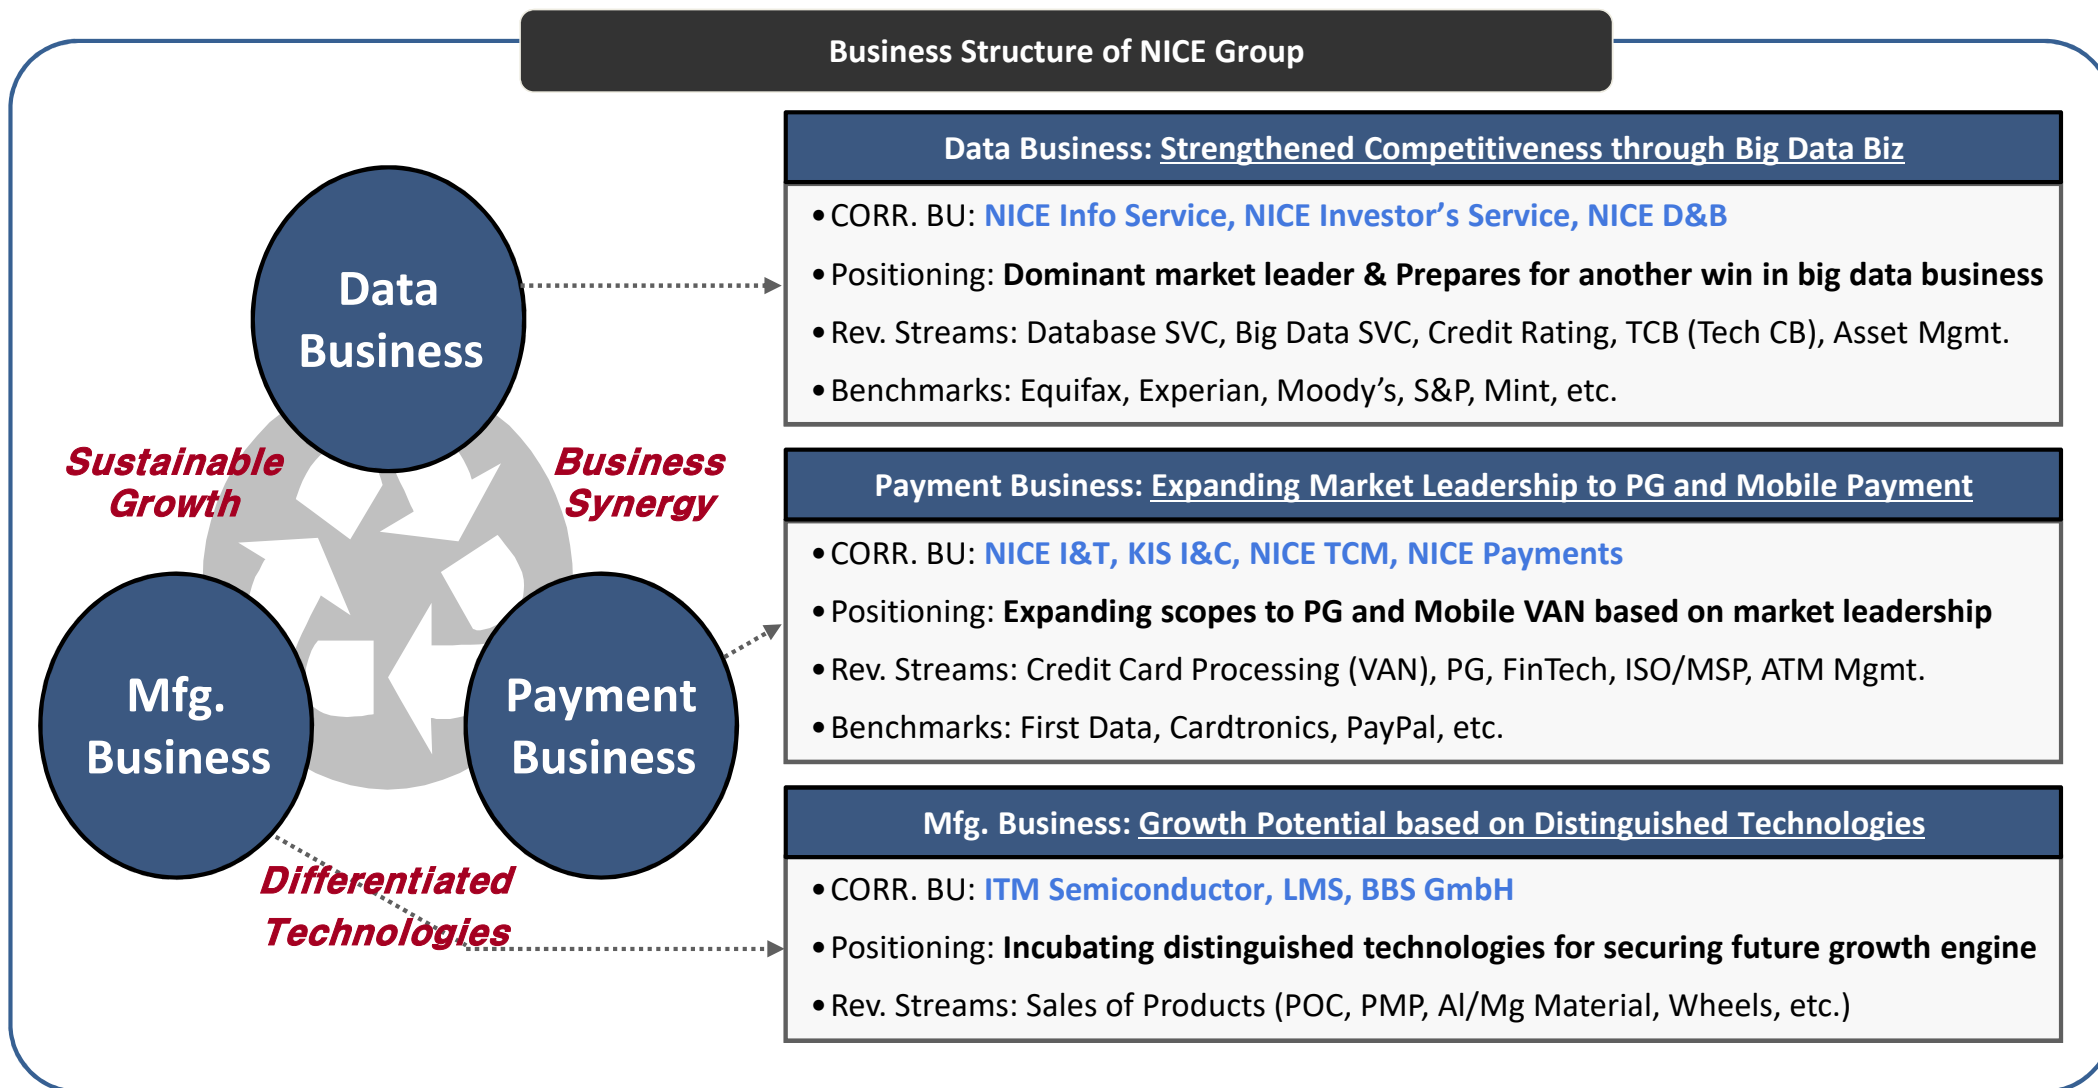 Business Structure of NICE Group
Data
Business
Sustainable
Growth
Business
Synergy
Mfg.
Business
Payment
Business
Differentiated
Technologies
Data Business: Strengthened Competitiveness through Big Data Biz
•CORR. BU: NICE Info Service, NICE Investor’s Service, NICE D&B
•Positioning: Dominant market leader & Prepares for another win in big data business
•Rev. Streams: Database SVC, Big Data SVC, Credit Rating, TCB (Tech CB), Asset Mgmt.
•Benchmarks: Equifax, Experian, Moody’s, S&P, Mint, etc.
Payment Business: Expanding Market Leadership to PG and Mobile Payment
•CORR. BU: NICE I&T, KIS I&C, NICE TCM, NICE Payments
•Positioning: Expanding scopes to PG and Mobile VAN based on market leadership
•Rev. Streams: Credit Card Processing (VAN), PG, FinTech, ISO/MSP, ATM Mgmt.
•Benchmarks: First Data, Cardtronics, PayPal, etc.
Mfg. Business: Growth Potential based on Distinguished Technologies
•CORR. BU: ITM Semiconductor, LMS, BBS GmbH
•Positioning: Incubating distinguished technologies for securing future growth engine
•Rev. Streams: Sales of Products (POC, PMP, Al/Mg Material, Wheels, etc.)